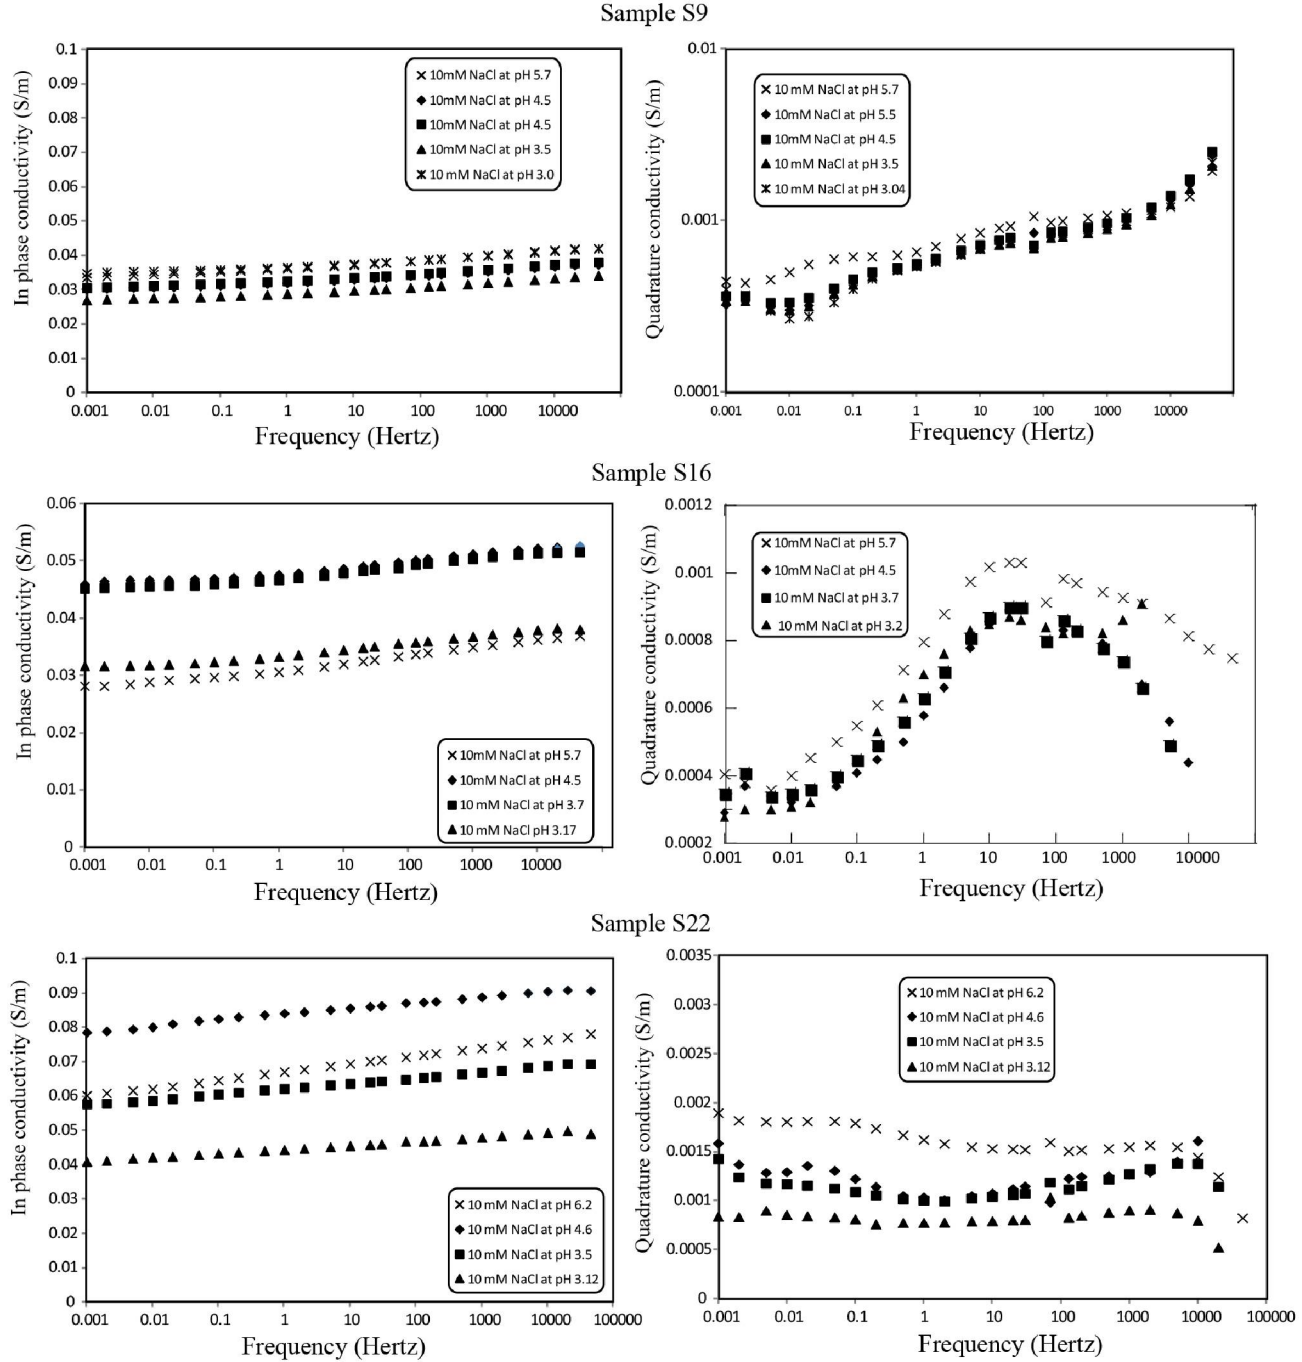 Sample S9
In phase conductivity (S/m)
0.1
0.09
0.08
0.07
0.06
0.05
0.04
0.03
0.02
0.01
0
10mM NaCl at pH 5.7
10mM NaCl at pH 4.5
10mM NaCl at pH 4.5
10mM NaCl at pH 3.5
10 mM NaCl at pH 3.0
0.001 0.01 0.1 1 10 100 1000 10000
Frequency (Hertz)
Quadrature conductivity (S/m)
0.01
0.001
0.0001
10 mM NaCl at pH 5.7
10mM NaCl at pH 5.5
10mM NaCl at pH 4.5
10 mM NaCl at pH 3.5
10 mM NaCl at pH 3.04
0.001 0.01 0.1 1 10 100 1000 10000
Frequency (Hertz)
Sample S16
In phase conductivity (S/m)
0.06
0.05
0.04
0.03
0.02
0.01
0
10mM NaCl at pH 5.7
10mM NaCl at pH 4.5
10 mM NaCl at pH 3.7
10 mM NaCl pH 3.17
0.001 0.01 0.1 1 10 100 1000 10000
Frequency (Hertz)
Quadrature conductivity (S/m)
0.0012
0.001
0.0008
0.0006
0.0004
0.0002
10mM NaCl at pH 5.7
10mM NaCl at pH 4.5
10 mM NaCl at pH 3.7
10 mM NaCl at pH 3.2
0.001 0.01 0.1 1 10 100 1000 10000
Frequency (Hertz)
Sample S22
In phase conductivity (S/m)
0.1
0.09
0.08
0.07
0.06
0.05
0.04
0.03
0.02
0.01
0
10 mM NaCl at pH 6.2
10 mM NaCl at pH 4.6
10 mM NaCl at pH 3.5
10 mM NaCl at pH 3.12
0.001 0.01 0.1 1 10 100 1000 10000 100000
Frequency (Hertz)
Quadrature conductivity (S/m)
0.0035
0.003
0.0025
0.002
0.0015
0.001
0.0005
0
10 mM NaCl at pH 6.2
10 mM NaCl at pH 4.6
10 mM NaCl at pH 3.5
10 mM NaCl at pH 3.12
0.001 0.01 0.1 1 10 100 1000 10000 100000
Frequency (Hertz)